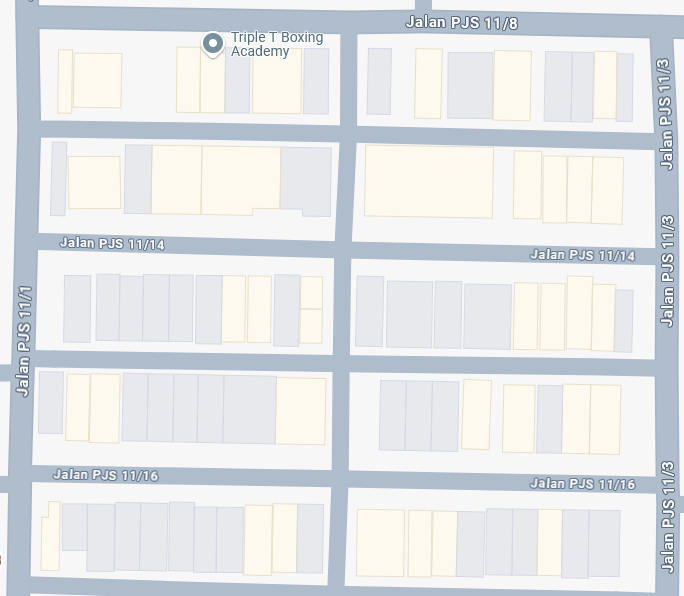 Jalan PJS 11/8
Triple T Boxing
Academy
Jalan PJS 11/3
Jalan PJS 11/14
Jalan PJS 11/14
Jalan PJS 11/3
Jalan PJS 11/1
Jalan PJS 11/16
Jalan PJS 11/16
Jalan PJS 11/3